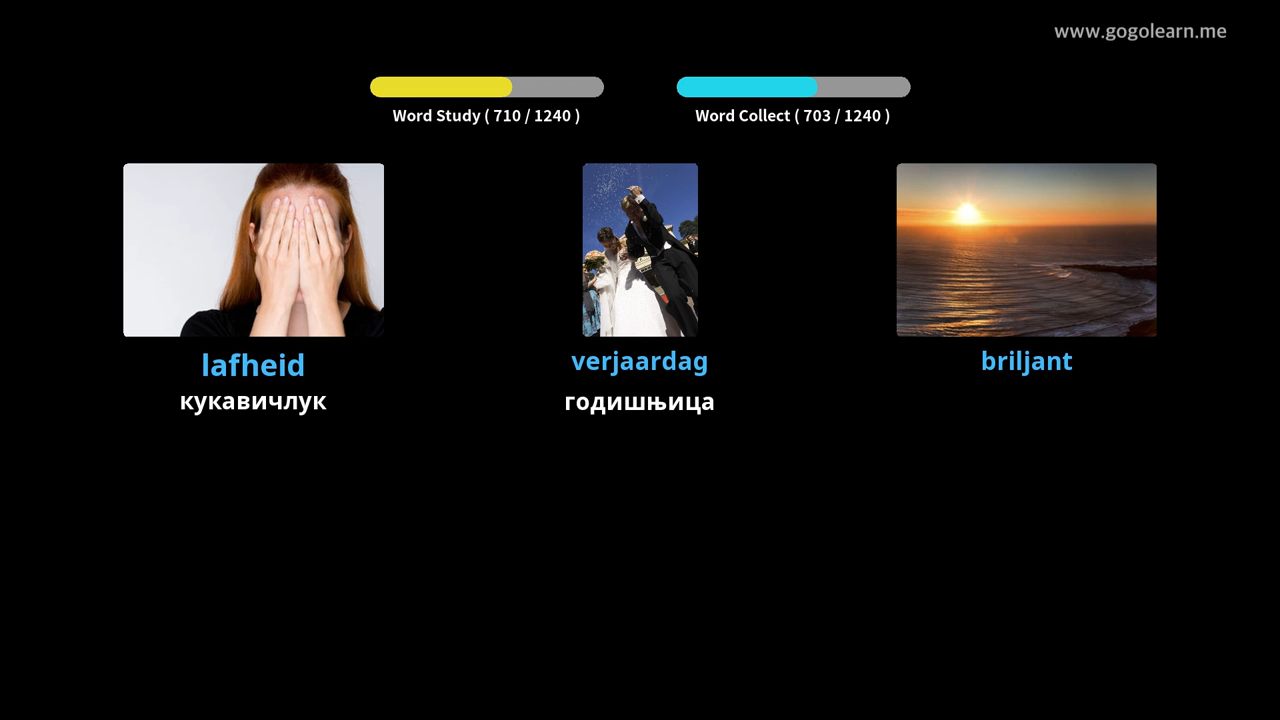 www.gogolearn.me
Word Study ( 710 / 1240 )
Word Collect ( 703 / 1240 )
lafheid
verjaardag
briljant
кукавичлук
годишњица